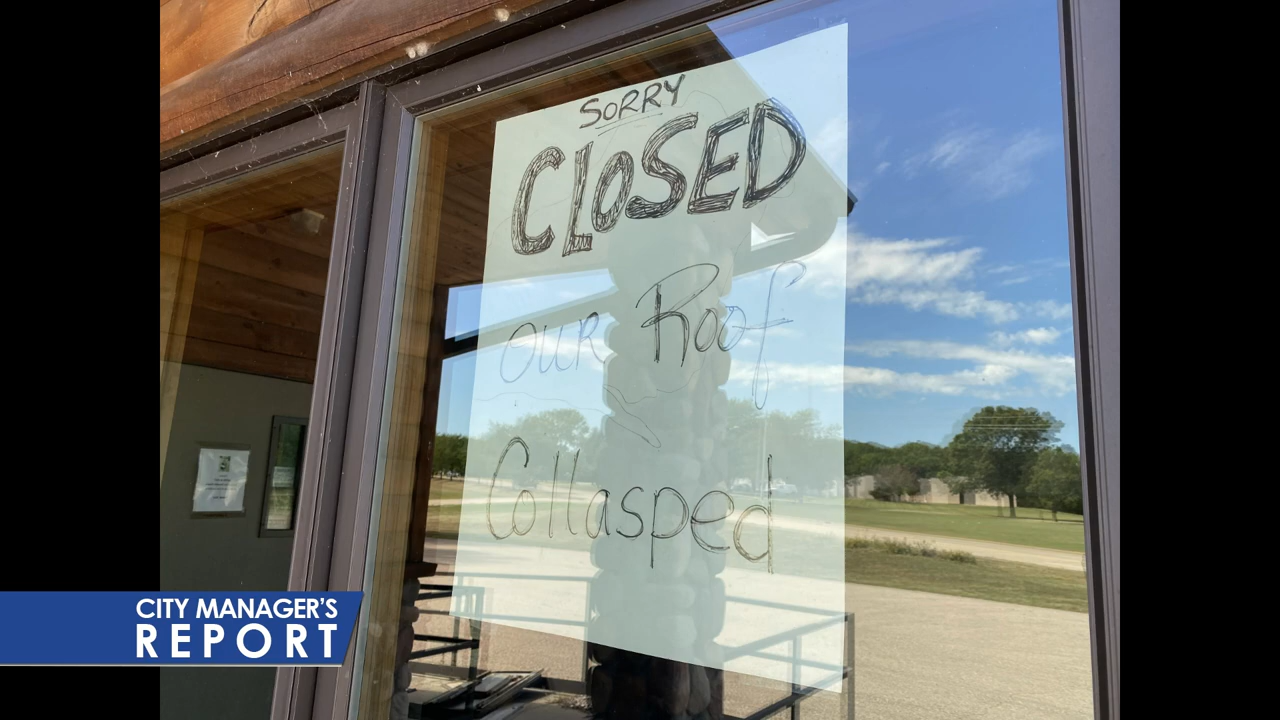 SORRY
CLOSED
OUR Roof
Collasped
CITY MANAGER'S
REPORT